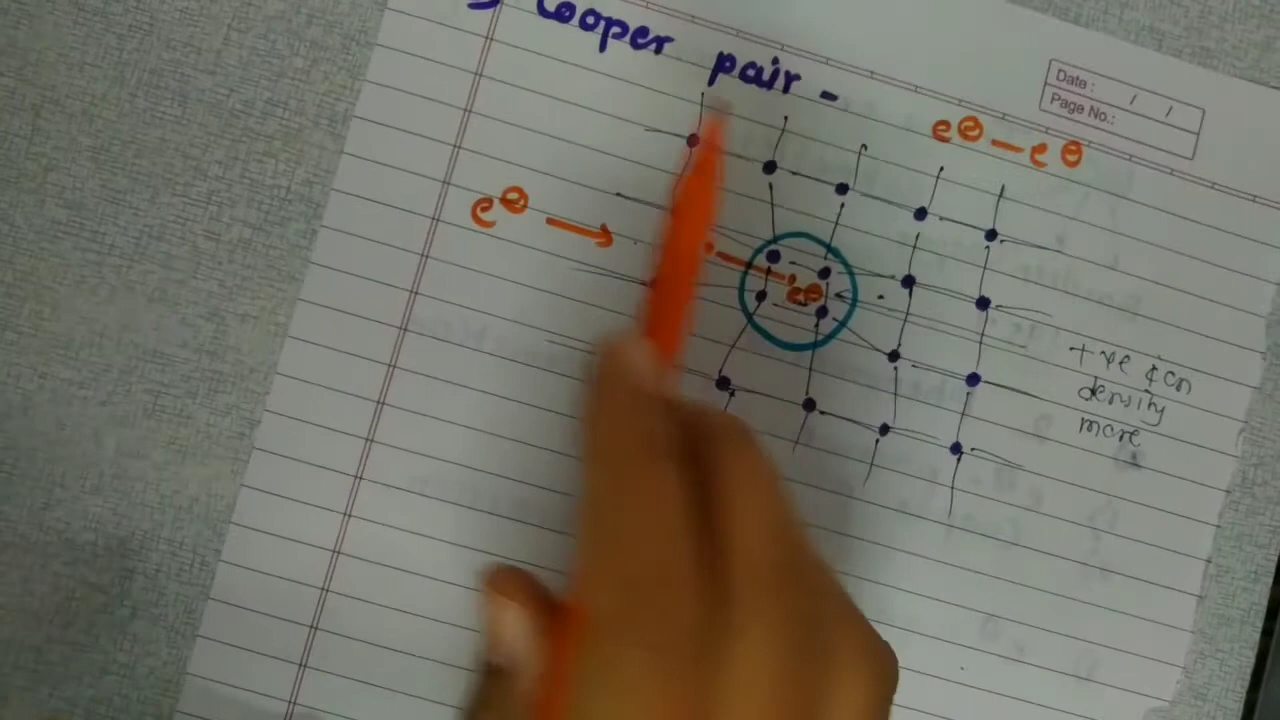 Cooper pair -
Date : / /
Page No.:
e⊖ — e⊖
e⊖ →
e⊖
+ve ion
density
more